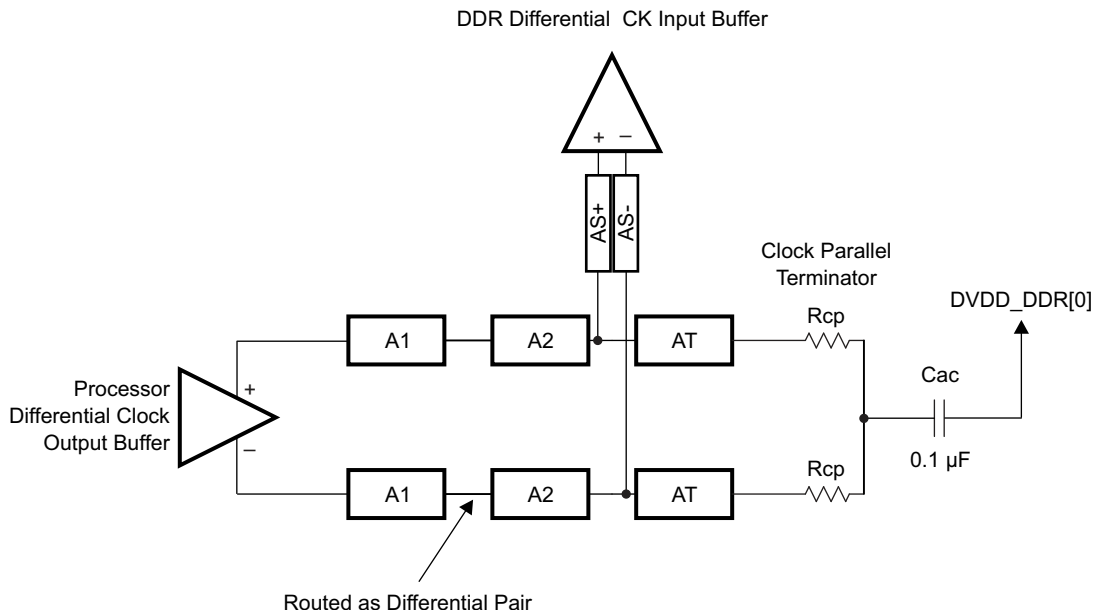 DDR Differential CK Input Buffer
+ −
AS+
AS-
Clock Parallel
Terminator
DVDD_DDR[0]
Rcp
A1
A2
AT
Cac
Processor
Differential Clock
Output Buffer
+
−
0.1 µF
Rcp
A1
A2
AT
Routed as Differential Pair